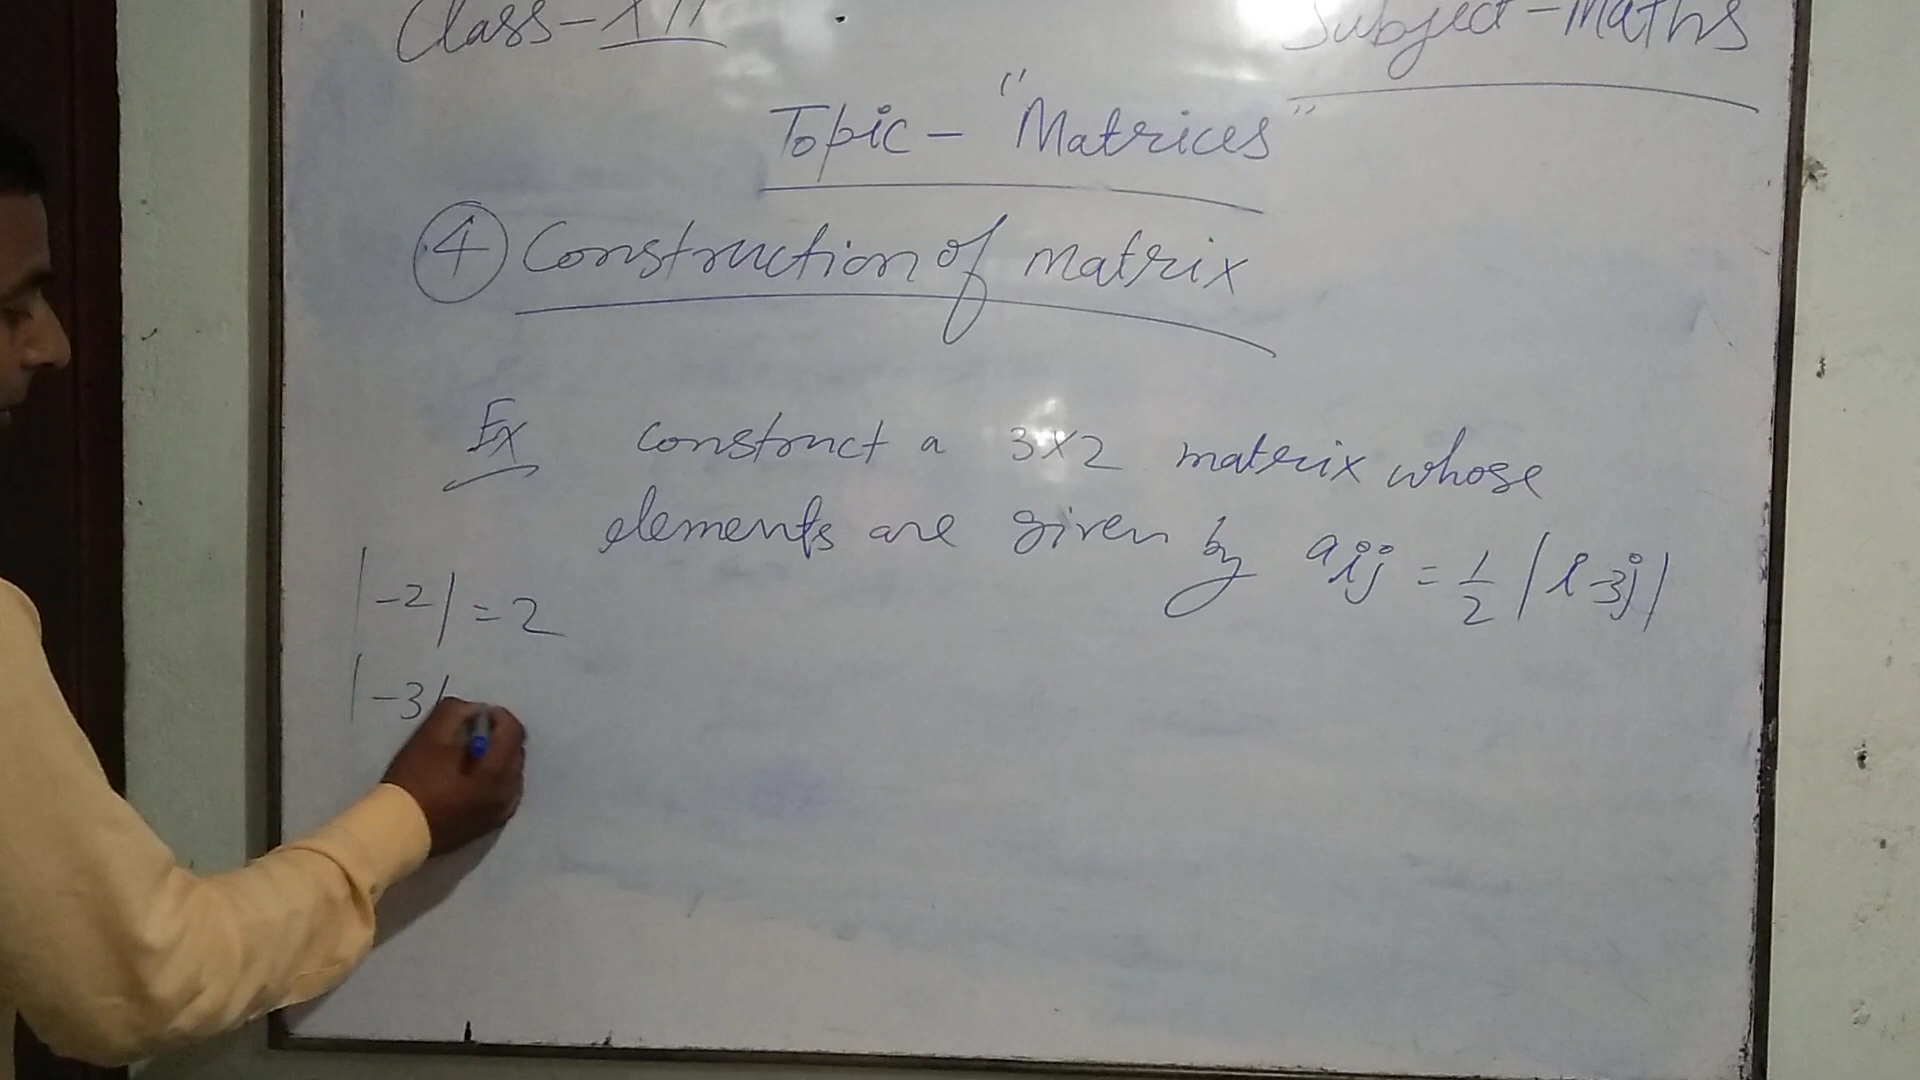 Class - XII Subject - Maths
Topic - "Matrices"
④ Construction of matrix
Ex construct a 3×2 matrix whose
elements are given by aij = 1/2 |i-3j|
|-2| = 2
|-3|